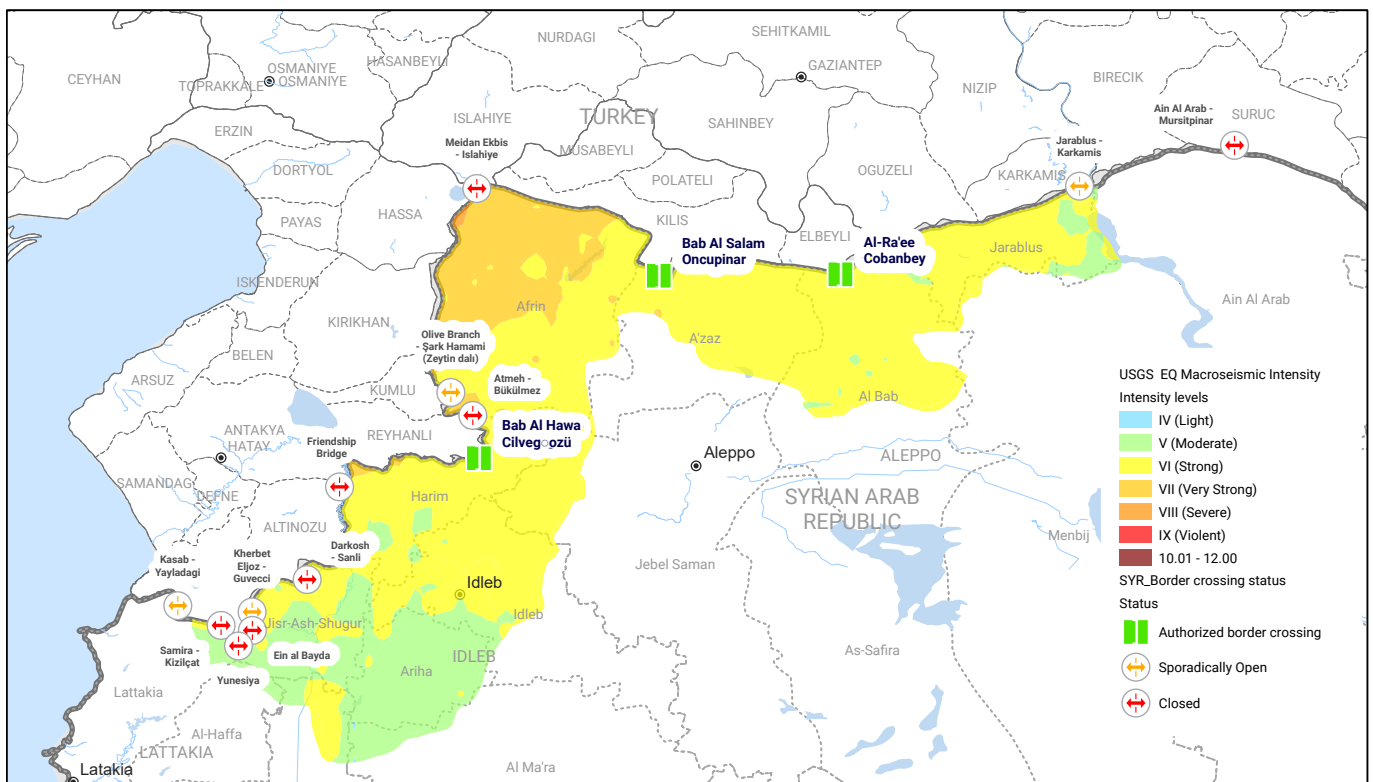 NURDAGI
SEHITKAMIL
HASANBEYLI
OSMANIYE
OSMANIYE
CEYHAN
TOPRAKKALE
GAZIANTEP
BIRECIK
NIZIP
Ain Al Arab -
Mursitpinar
SURUC
ISLAHIYE
TURKEY
SAHINBEY
ERZIN
Meidan Ekbis
- Islahiye
MUSABEYLI
Jarablus -
Karkamis
DORTYOL
OGUZELI
KARKAMIS
POLATELI
PAYAS
HASSA
KILIS
ELBEYLI
Bab Al Salam
Oncupinar
Al-Ra'ee
Cobanbey
Jarablus
ISKENDERUN
Afrin
Ain Al Arab
KIRIKHAN
Olive Branch
- Şark Hamami
(Zeytin dalı)
A'zaz
BELEN
ARSUZ
KUMLU
Atmeh -
Bükülmez
Al Bab
ANTAKYA
HATAY
REYHANLI
Bab Al Hawa
Cilvegozü
Friendship
Bridge
Aleppo
ALEPPO
SAMANDAG
DEFNE
Harim
SYRIAN ARAB
REPUBLIC
ALTINOZU
Menbij
Darkosh -
Sanli
Kasab -
Yayladagi
Kherbet
Eljoz -
Guvecci
Jebel Saman
Idleb
Idleb
Jisr-Ash-Shugur
Samira -
Kizilçat
Ein al Bayda
IDLEB
As-Safira
Ariha
Yunesiya
Lattakia
Al-Haffa
LATTAKIA
Latakia
Al Ma'ra
USGS EQ Macroseismic Intensity
Intensity levels
IV (Light)
V (Moderate)
VI (Strong)
VII (Very Strong)
VIII (Severe)
IX (Violent)
10.01 - 12.00
SYR_Border crossing status
Status
Authorized border crossing
Sporadically Open
Closed